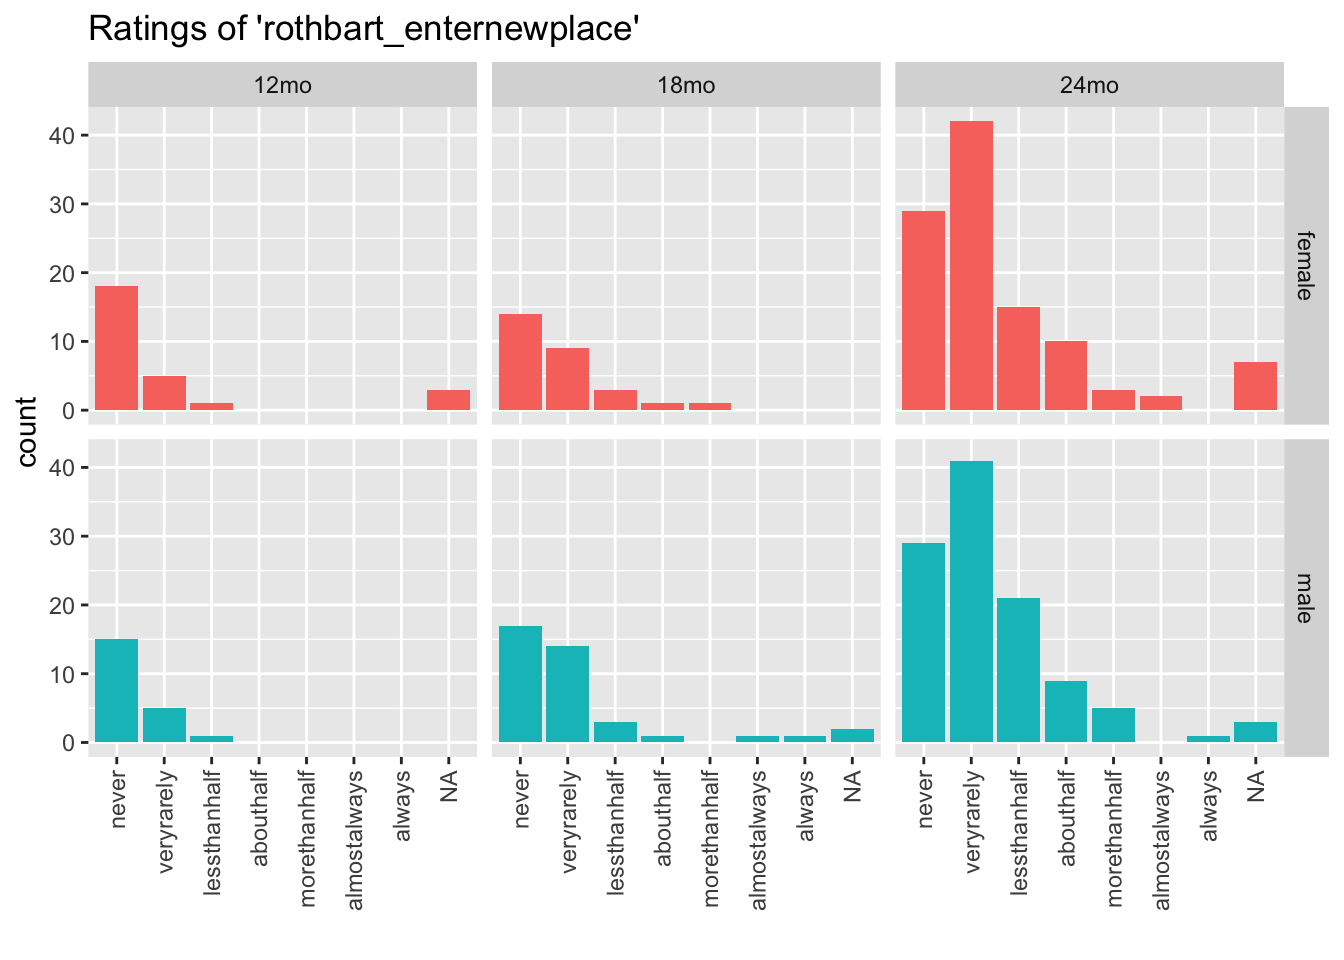 Ratings of 'rothbart_enternewplace'
12mo 18mo 24mo
count
40
30
20
10
0
female
40
30
20
10
0
male
never veryrarely lessthanhalf abouthalf morethanhalf almostalways always NA never veryrarely lessthanhalf abouthalf morethanhalf almostalways always NA never veryrarely lessthanhalf abouthalf morethanhalf almostalways always NA